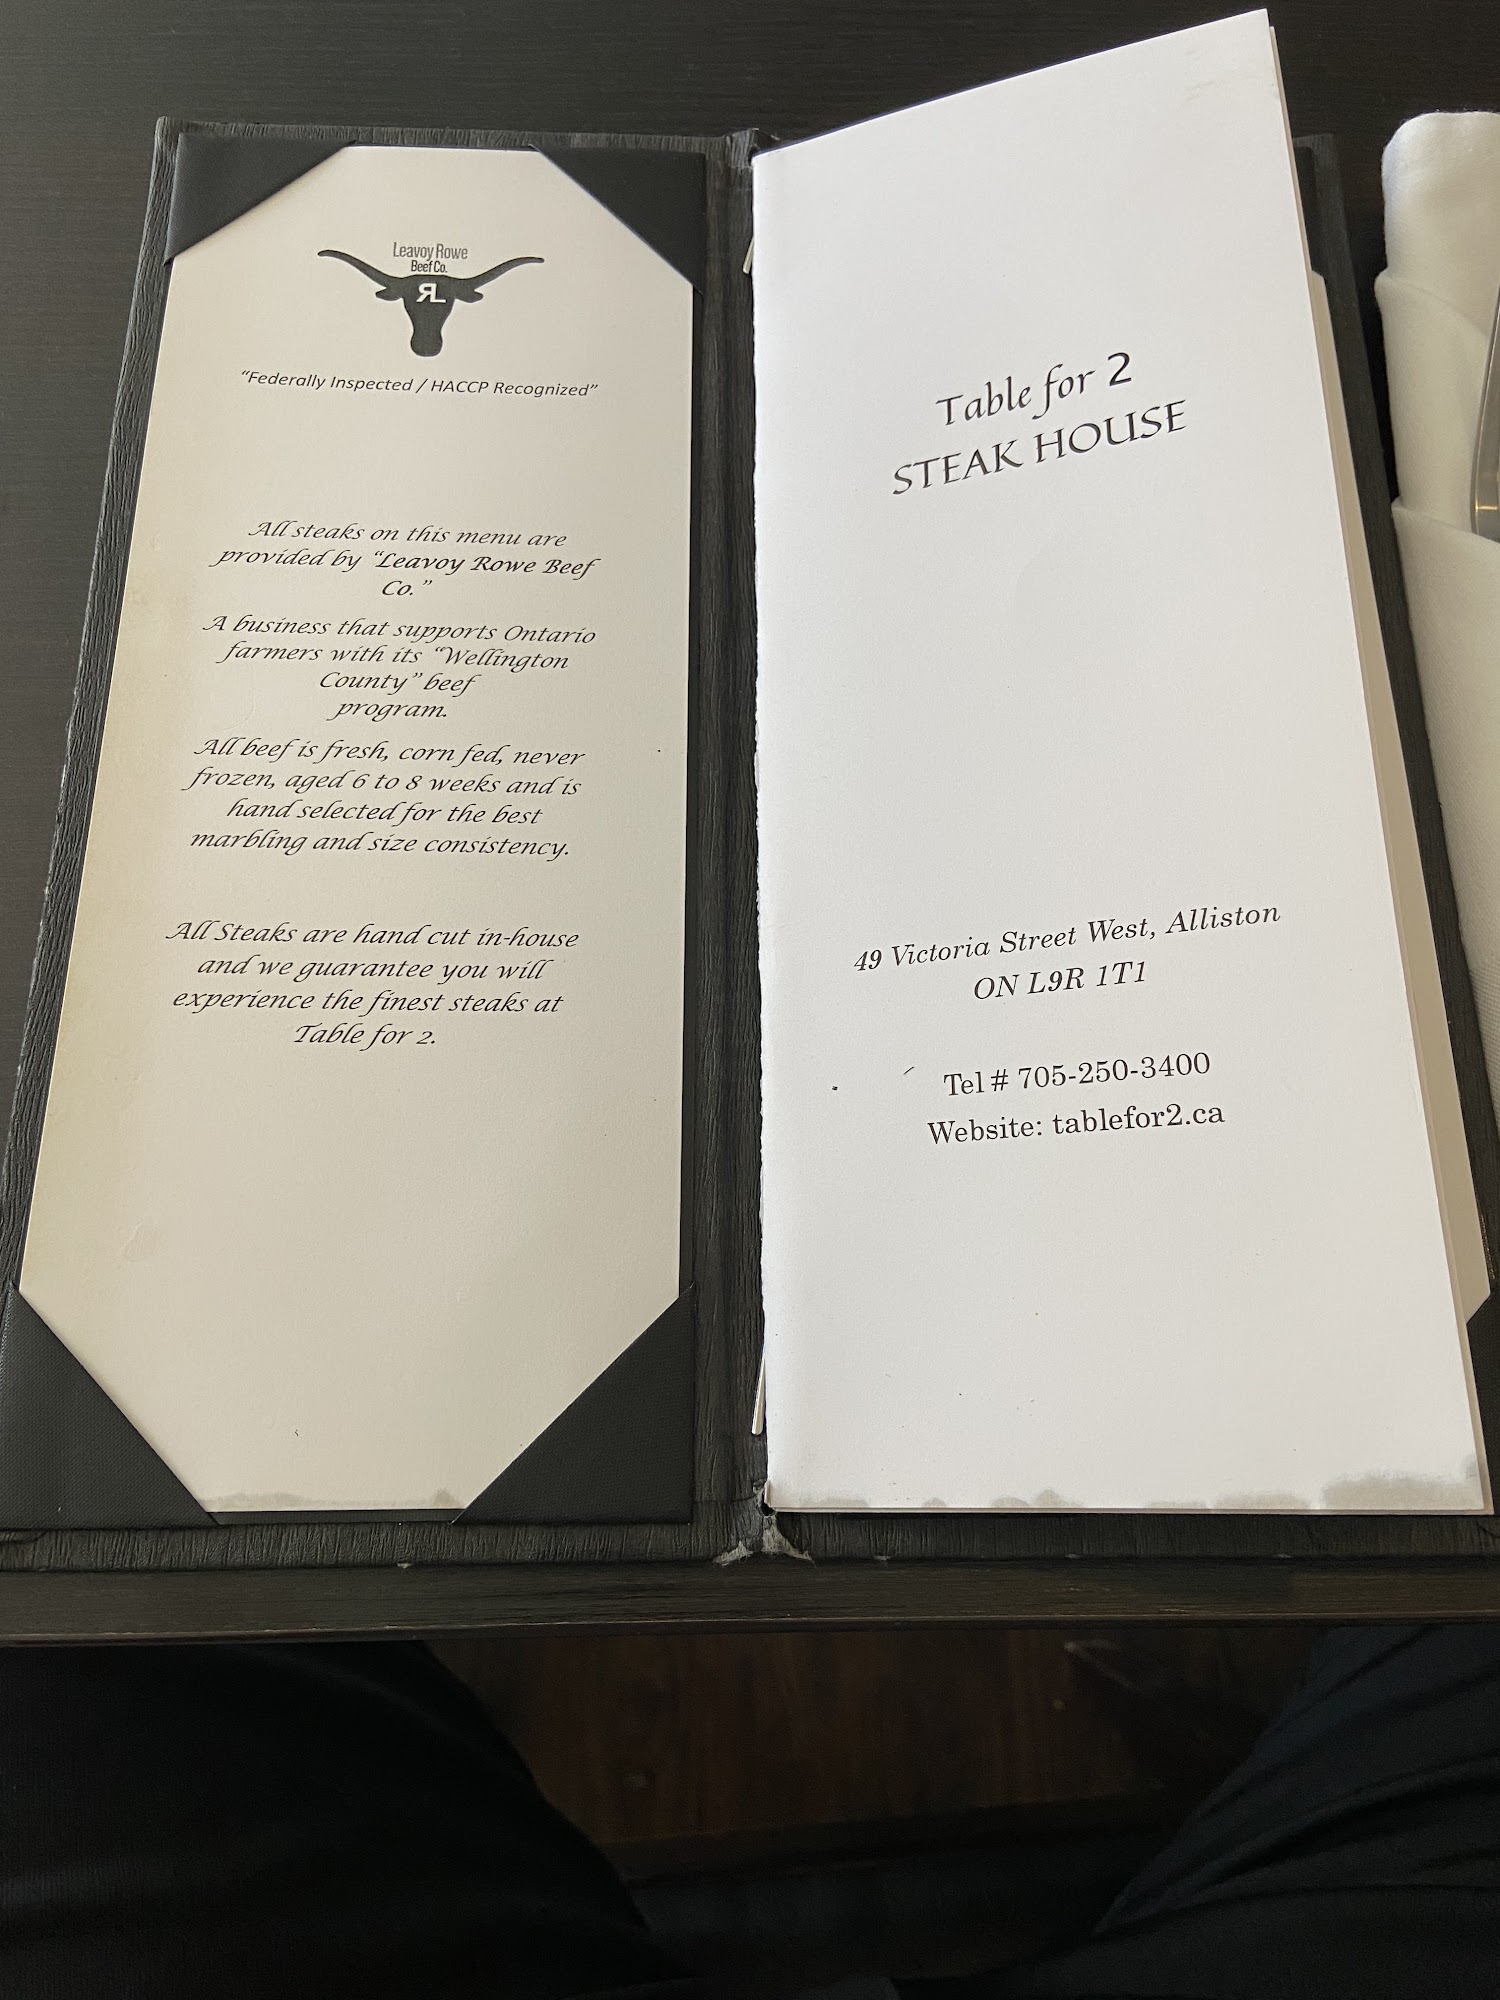 Leavoy Rowe
Beef Co.
RL
"Federally Inspected / HACCP Recognized"
All steaks on this menu are
provided by "Leavoy Rowe Beef
Co."
A business that supports Ontario
farmers with its "Wellington
County" beef
program.
All beef is fresh, corn fed, never
frozen, aged 6 to 8 weeks and is
hand selected for the best
marbling and size consistency.
All Steaks are hand cut in-house
and we guarantee you will
experience the finest steaks at
Table for 2.
Table for 2
STEAK HOUSE
49 Victoria Street West, Alliston
ON L9R 1T1
Tel # 705-250-3400
Website: tablefor2.ca